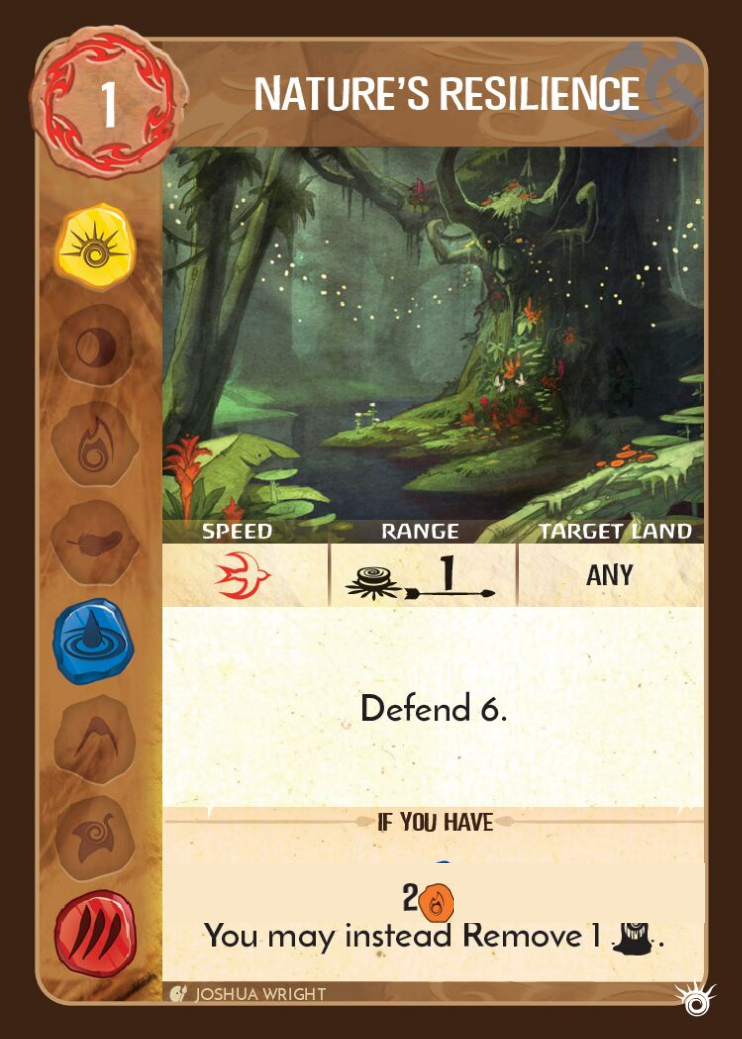 1
NATURE'S RESILIENCE
SPEED RANGE TARGET LAND
1 ANY
Defend 6.
IF YOU HAVE
2
You may instead Remove 1 .
JOSHUA WRIGHT